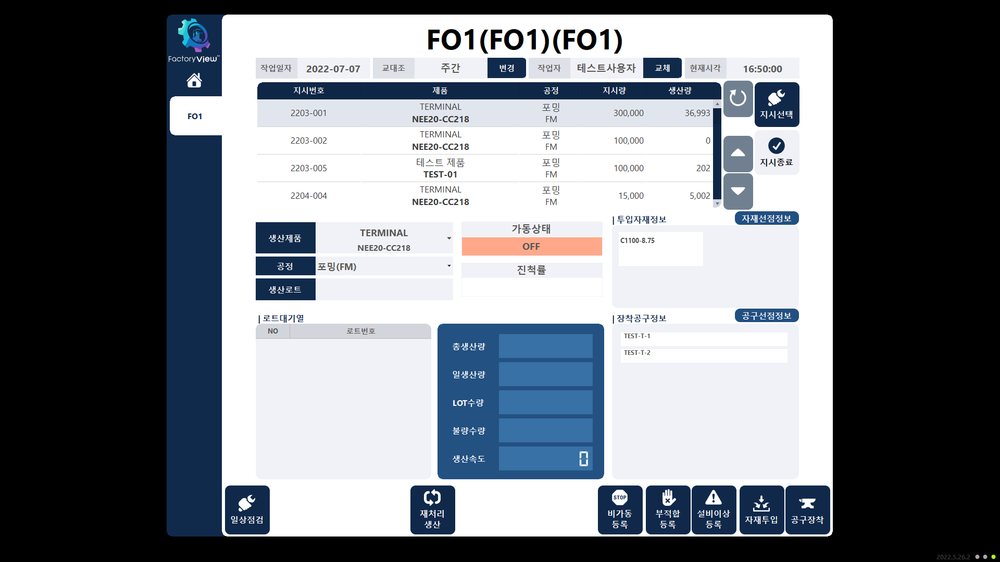 FactoryView™
FO1
FO1(FO1)(FO1)
작업일자 2022-07-07 교대조 주간 변경 작업자 테스트사용자 교체 현재시각 16:50:00
지시번호 제품 공정 지시량 생산량
2203-001 TERMINAL NEE20-CC218 포밍 FM 300,000 36,993
2203-002 TERMINAL NEE20-CC218 포밍 FM 100,000 0
2203-005 테스트 제품 TEST-01 포밍 FM 100,000 202
2204-004 TERMINAL NEE20-CC218 포밍 FM 15,000 5,002
지시선택
지시종료
생산제품 TERMINAL
NEE20-CC218
공정 포밍(FM)
생산로트
가동상태
OFF
진척률
|투입자재정보 자재선점정보
C1100-8.75
|로트대기열
NO 로트번호
총생산량
일생산량
LOT수량
불량수량
생산속도 0
|장착공구정보 공구선점정보
TEST-T-1
TEST-T-2
일상점검
재처리
생산
STOP
비가동
등록
부적합
등록
설비이상
등록
자재투입
공구장착
2022.5.26.2